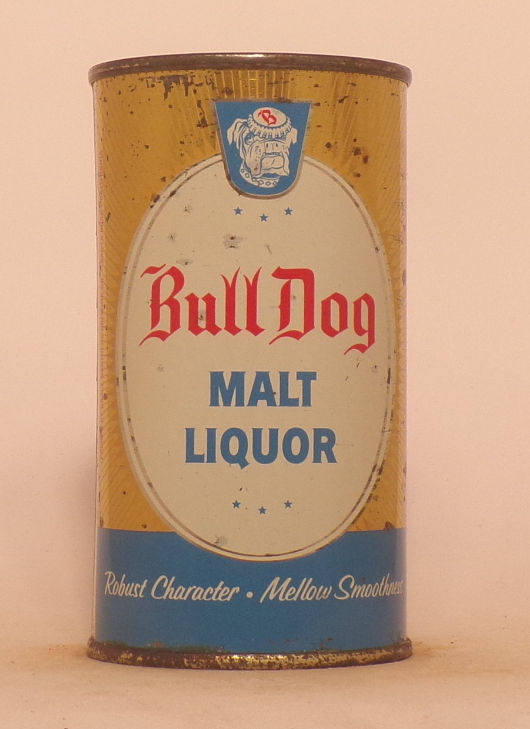 B
Bull Dog
MALT
LIQUOR
Robust Character • Mellow Smoothness